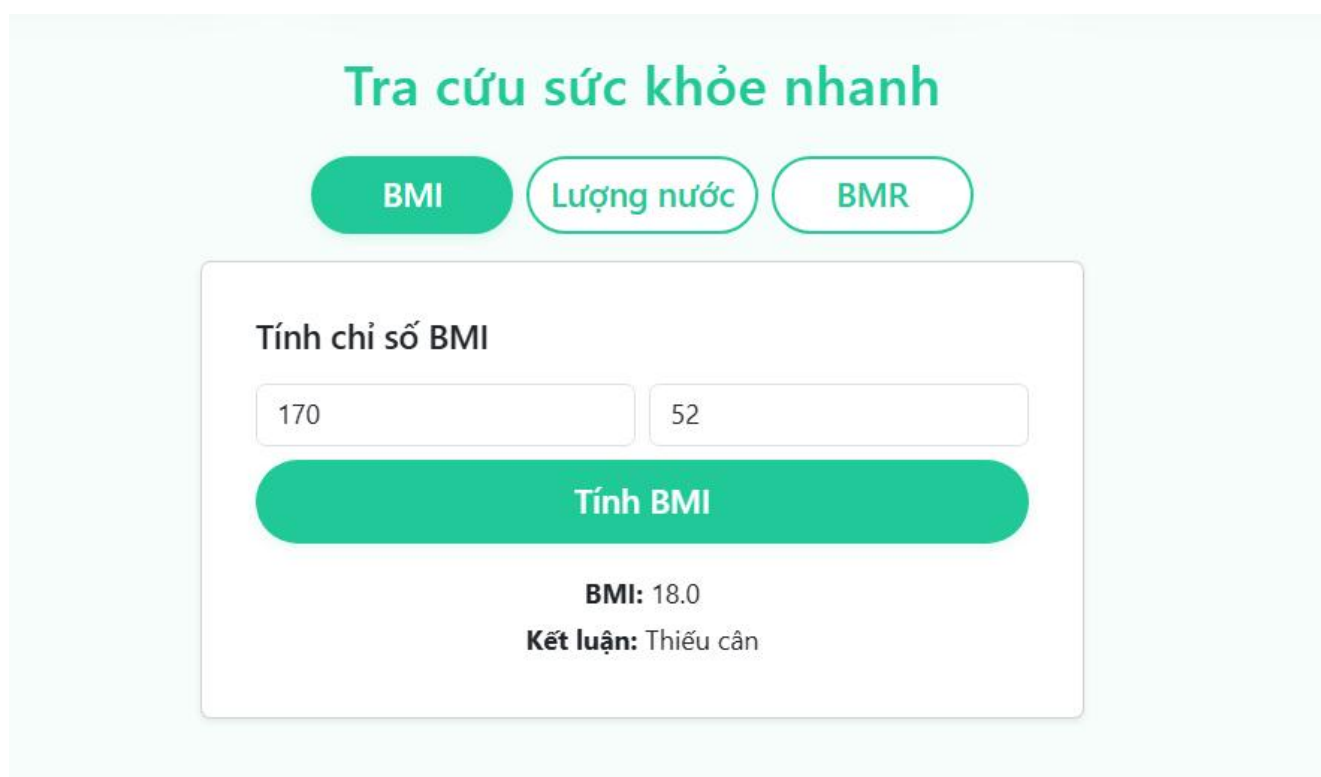 Tra cứu sức khỏe nhanh
BMI Lượng nước BMR
Tính chỉ số BMI
170 52
Tính BMI
BMI: 18.0
Kết luận: Thiếu cân